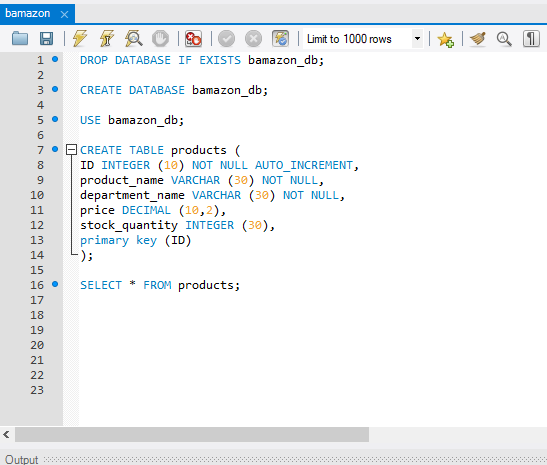 bamazon ×
Limit to 1000 rows
1 DROP DATABASE IF EXISTS bamazon_db;
2
3 CREATE DATABASE bamazon_db;
4
5 USE bamazon_db;
6
7 CREATE TABLE products (
8 ID INTEGER (10) NOT NULL AUTO_INCREMENT,
9 product_name VARCHAR (30) NOT NULL,
10 department_name VARCHAR (30) NOT NULL,
11 price DECIMAL (10,2),
12 stock_quantity INTEGER (30),
13 primary key (ID)
14 );
15
16 SELECT * FROM products;
17
18
19
20
21
22
23
Output